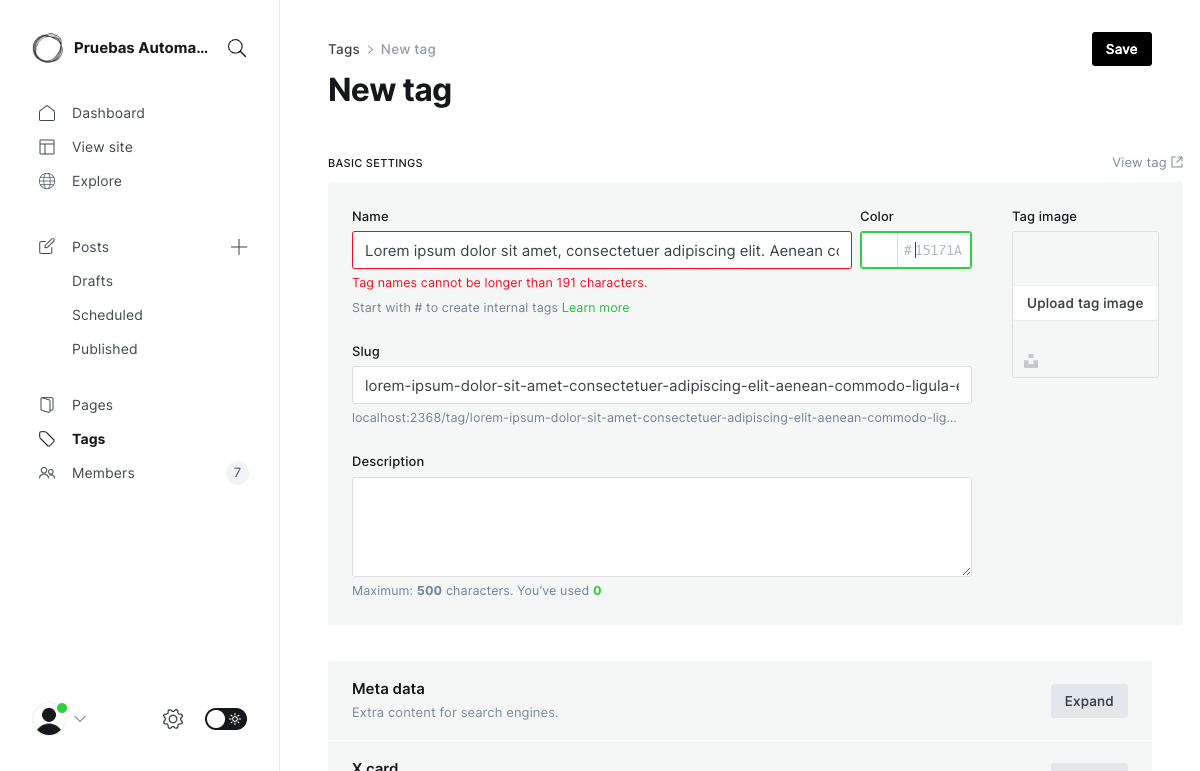 Pruebas Automa...
Dashboard
View site
Explore
Posts
Drafts
Scheduled
Published
Pages
Tags
Members
7
Tags > New tag
Save
New tag
BASIC SETTINGS
View tag
Name
Color
Tag image
Lorem ipsum dolor sit amet, consectetuer adipiscing elit. Aenean co
# 15171A
Tag names cannot be longer than 191 characters.
Start with # to create internal tags Learn more
Upload tag image
Slug
lorem-ipsum-dolor-sit-amet-consectetuer-adipiscing-elit-aenean-commodo-ligula-e
localhost:2368/tag/lorem-ipsum-dolor-sit-amet-consectetuer-adipiscing-elit-aenean-commodo-lig...
Description
Maximum: 500 characters. You've used 0
Meta data
Extra content for search engines.
Expand
X card